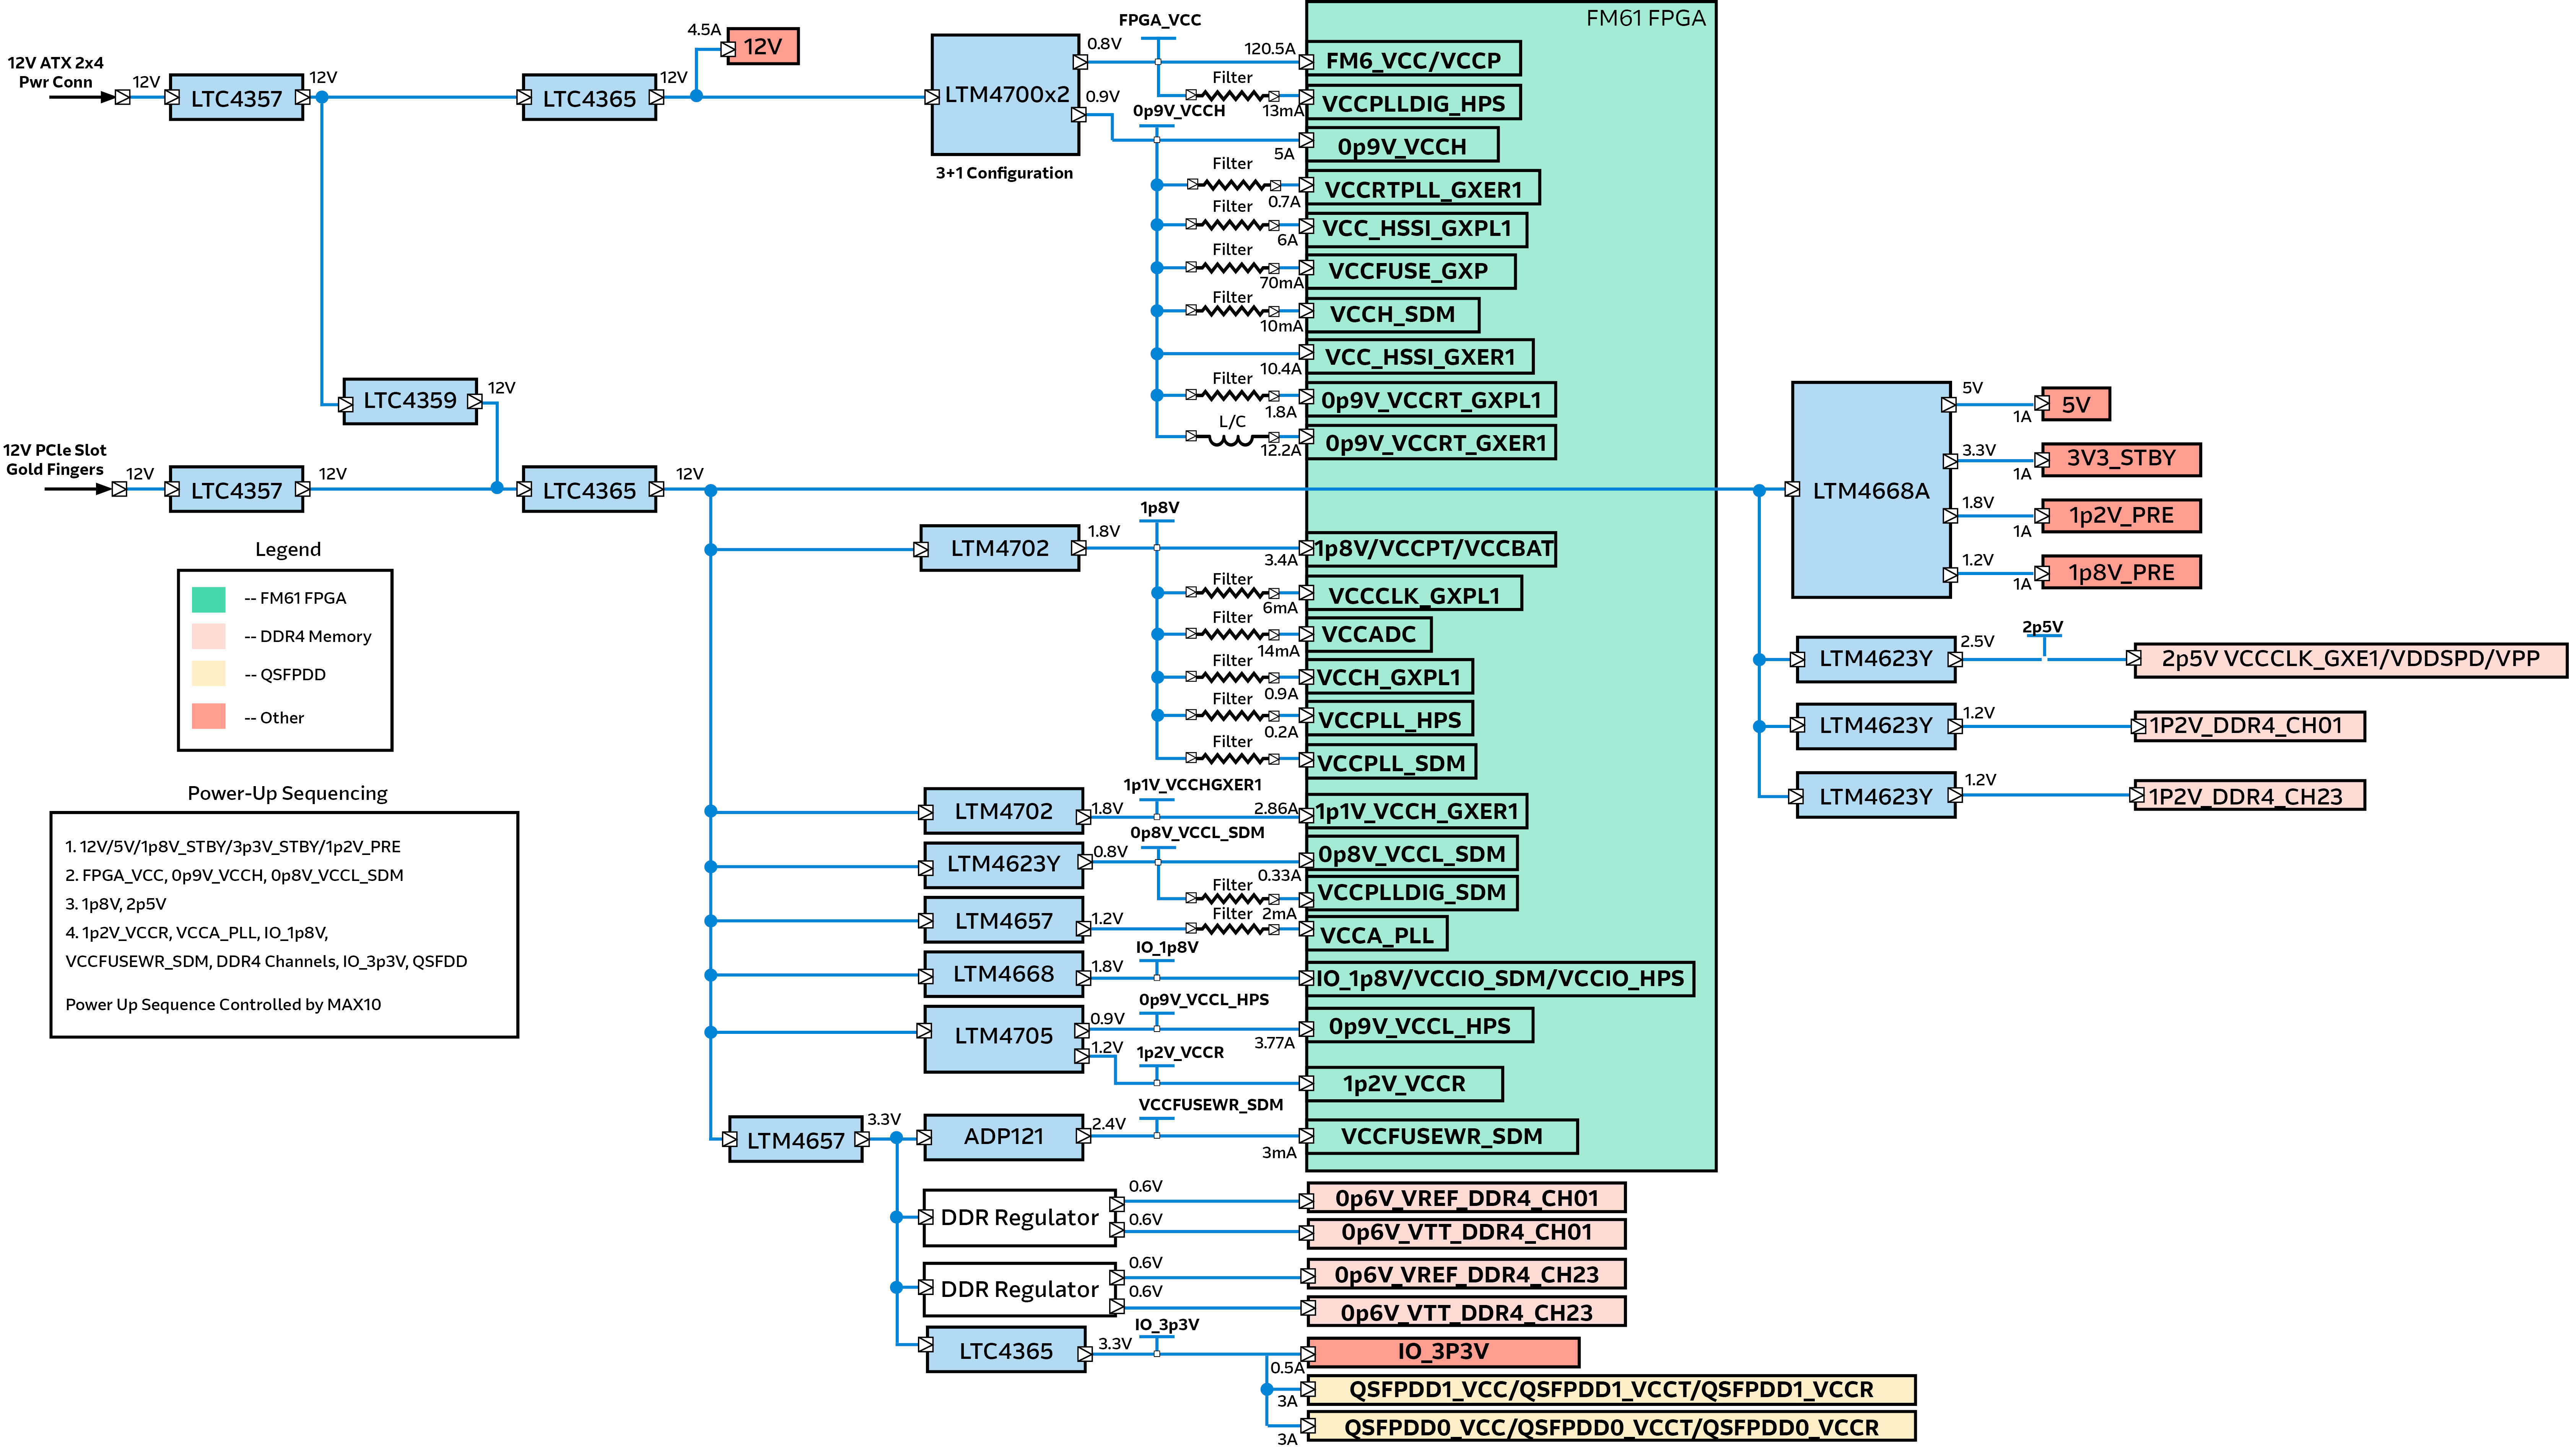 FM61 FPGA
12V ATX 2x4
Pwr Conn
12V
LTC4357
12V
LTC4365
12V
4.5A
12V
LTM4700x2
3+1 Configuration
0.8V
FPGA_VCC
120.5A
FM6_VCC/VCCP
Filter
13mA
VCCPLLDIG_HPS
0.9V
0p9V_VCCH
5A
0p9V_VCCH
Filter
0.7A
VCCRTPLL_GXER1
Filter
6A
VCC_HSSI_GXPL1
Filter
70mA
VCCFUSE_GXP
Filter
10mA
VCCH_SDM
10.4A
VCC_HSSI_GXER1
Filter
1.8A
0p9V_VCCRT_GXPL1
L/C
12.2A
0p9V_VCCRT_GXER1
LTC4359
12V
12V PCIe Slot
Gold Fingers
12V
LTC4357
12V
LTC4365
12V
LTM4668A
5V
1A
5V
3.3V
1A
3V3_STBY
1.8V
1A
1p2V_PRE
1.2V
1A
1p8V_PRE
LTM4623Y
2.5V
2p5V
2p5V VCCCLK_GXE1/VDDSPD/VPP
LTM4623Y
1.2V
1P2V_DDR4_CH01
LTM4623Y
1.2V
1P2V_DDR4_CH23
LTM4702
1.8V
1p8V
3.4A
1p8V/VCCPT/VCCBAT
Filter
6mA
VCCCLK_GXPL1
Filter
14mA
VCCADC
Filter
0.9A
VCCH_GXPL1
Filter
0.2A
VCCPLL_HPS
Filter
VCCPLL_SDM
LTM4702
1.8V
1p1V_VCCHGXER1
2.86A
1p1V_VCCH_GXER1
LTM4623Y
0.8V
0p8V_VCCL_SDM
0.33A
0p8V_VCCL_SDM
Filter
2mA
VCCPLLDIG_SDM
LTM4657
1.2V
Filter
VCCA_PLL
LTM4668
1.8V
IO_1p8V
IO_1p8V/VCCIO_SDM/VCCIO_HPS
LTM4705
0.9V
0p9V_VCCL_HPS
3.77A
0p9V_VCCL_HPS
1.2V
1p2V_VCCR
1p2V_VCCR
LTM4657
3.3V
ADP121
2.4V
VCCFUSEWR_SDM
3mA
VCCFUSEWR_SDM
DDR Regulator
0.6V
0p6V_VREF_DDR4_CH01
0.6V
0p6V_VTT_DDR4_CH01
DDR Regulator
0.6V
0p6V_VREF_DDR4_CH23
0.6V
0p6V_VTT_DDR4_CH23
LTC4365
3.3V
IO_3p3V
0.5A
IO_3P3V
3A
QSFPDD1_VCC/QSFPDD1_VCCT/QSFPDD1_VCCR
3A
QSFPDD0_VCC/QSFPDD0_VCCT/QSFPDD0_VCCR
Legend
-- FM61 FPGA
-- DDR4 Memory
-- QSFPDD
-- Other
Power-Up Sequencing
1. 12V/5V/1p8V_STBY/3p3V_STBY/1p2V_PRE
2. FPGA_VCC, 0p9V_VCCH, 0p8V_VCCL_SDM
3. 1p8V, 2p5V
4. 1p2V_VCCR, VCCA_PLL, IO_1p8V,
VCCFUSEWR_SDM, DDR4 Channels, IO_3p3V, QSFDD
Power Up Sequence Controlled by MAX10